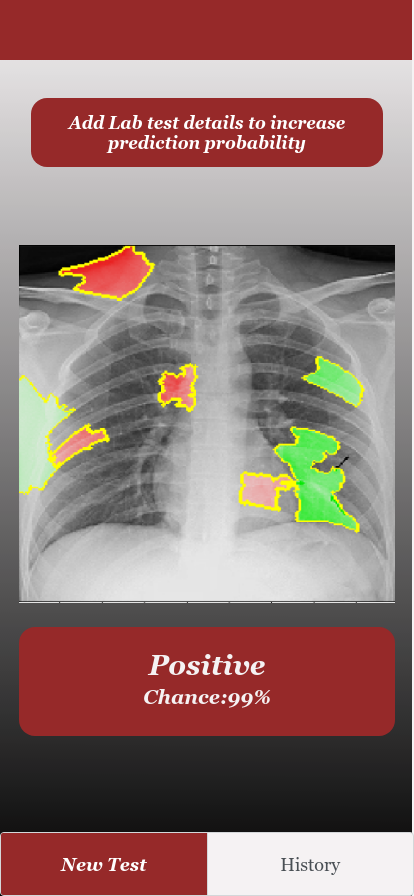 Add Lab test details to increase
prediction probability
Positive
Chance:99%
New Test
History